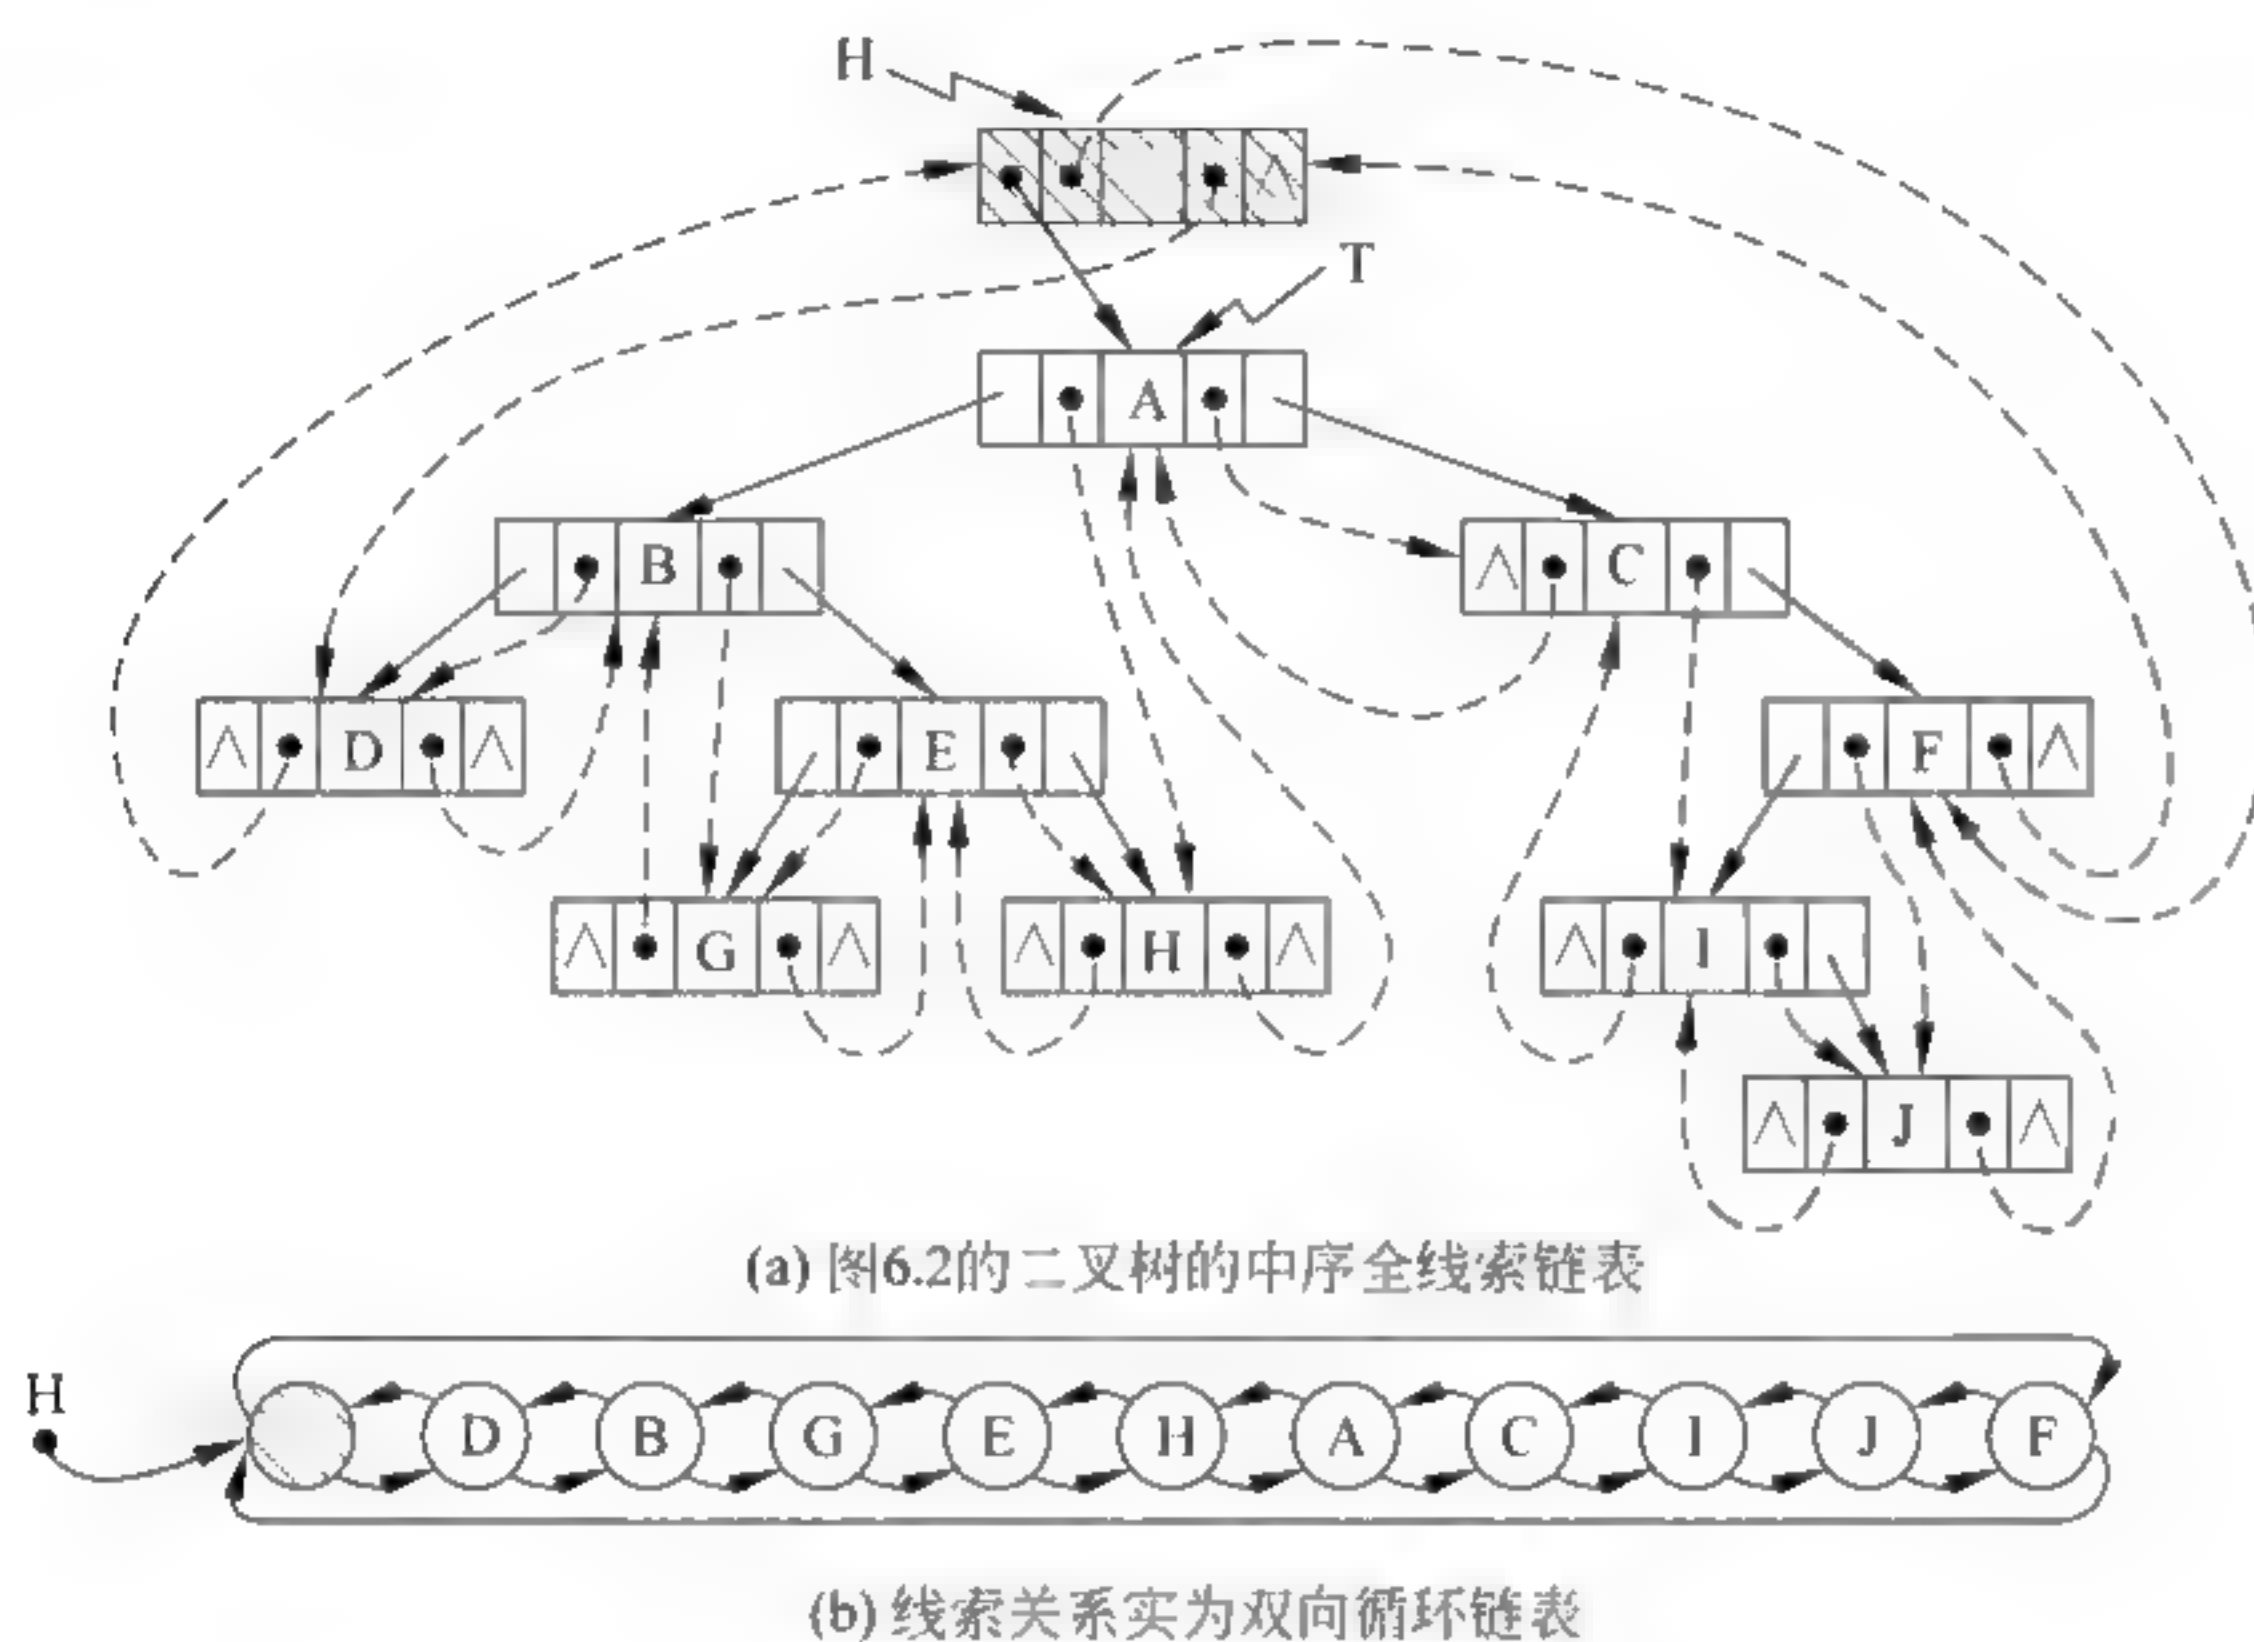 H
∧
T
A
B
∧ C
∧ D ∧
E
F ∧
∧ G ∧
∧ H ∧
∧ I
∧ J ∧
(a) 图6.2的二叉树的中序全线索链表
H
D B G E H A C I J F
(b) 线索关系实为双向循环链表